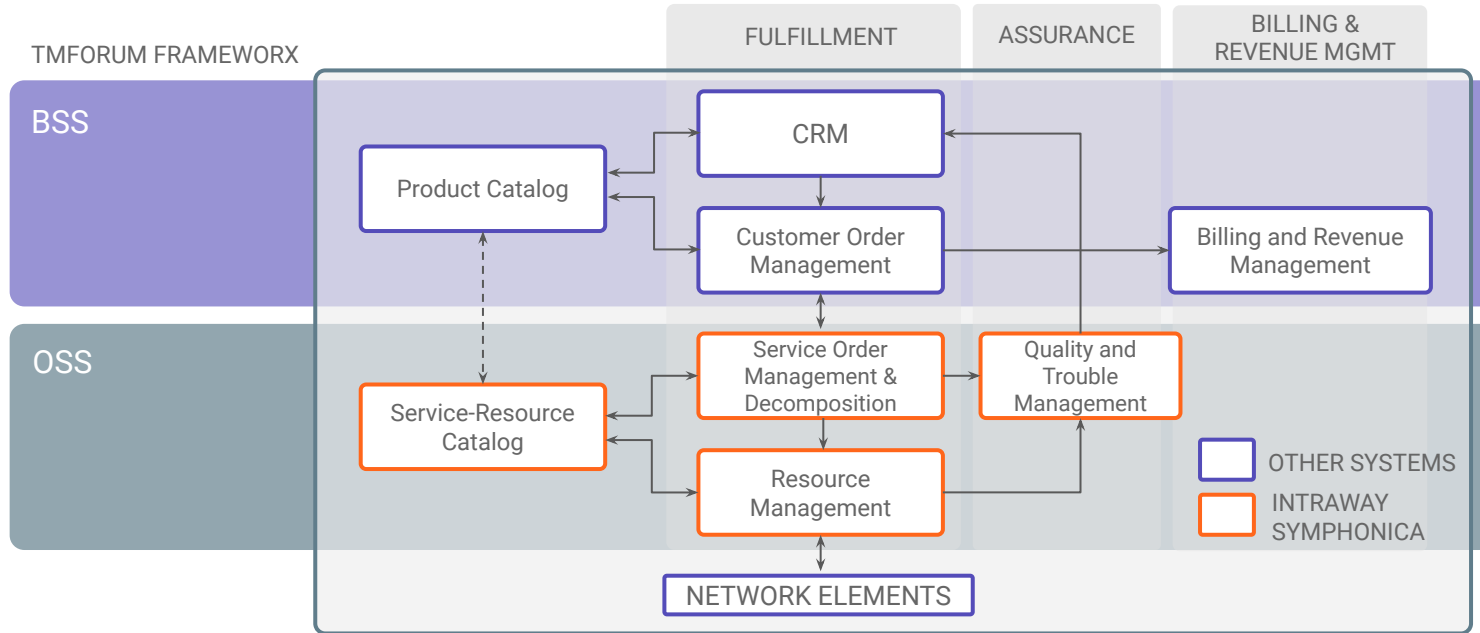 TMFORUM FRAMEWORX
FULFILLMENT
ASSURANCE
BILLING &
REVENUE MGMT
BSS
CRM
Product Catalog
Customer Order
Management
Billing and Revenue
Management
OSS
Service Order
Management &
Decomposition
Quality and
Trouble
Management
Service-Resource
Catalog
Resource
Management
OTHER SYSTEMS
INTRAWAY
SYMPHONICA
NETWORK ELEMENTS